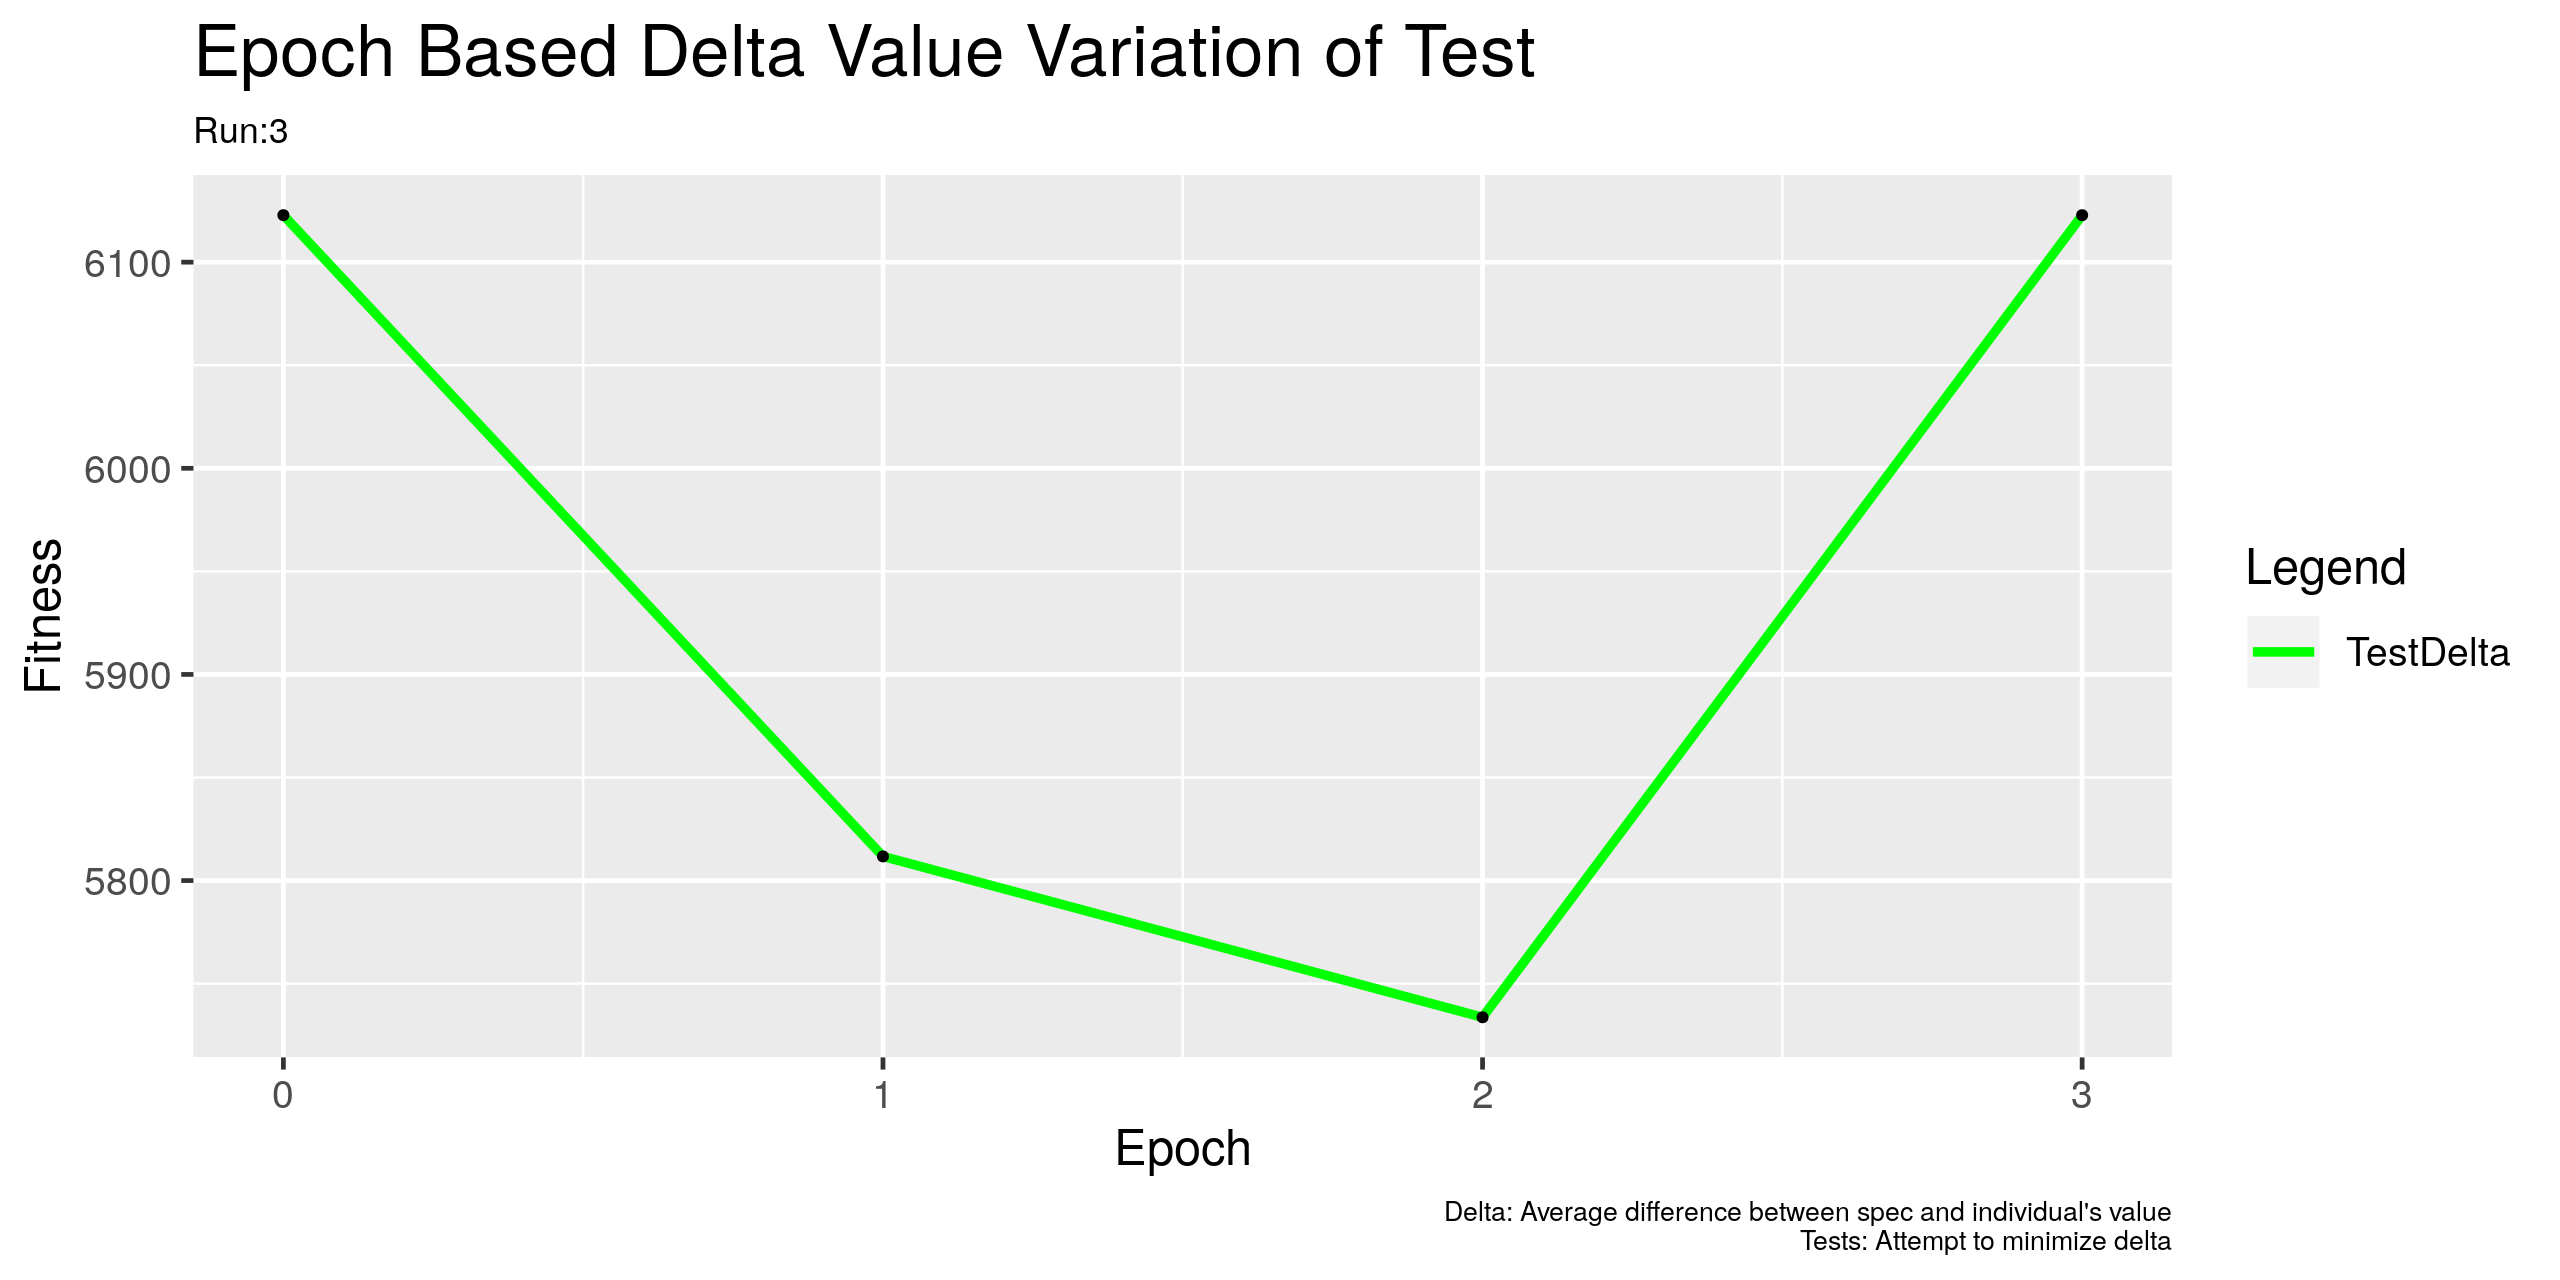 Epoch Based Delta Value Variation of Test
Run:3
6100
6000
5900
5800
Fitness
0 1 2 3
Epoch
Legend
TestDelta
Delta: Average difference between spec and individual's value
Tests: Attempt to minimize delta